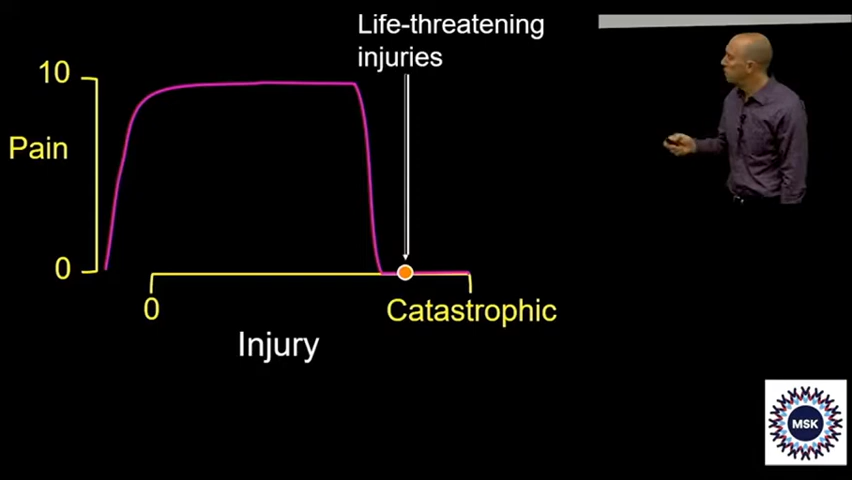 Life-threatening
injuries
10
Pain
0
0
Catastrophic
Injury
MSK